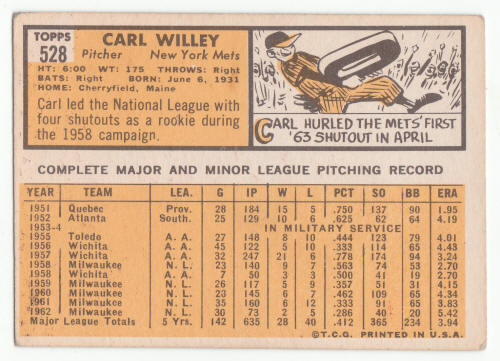 TOPPS
528
CARL WILLEY
Pitcher New York Mets
HT: 6:00 WT: 175 THROWS: Right
BATS: Right BORN: June 6, 1931
HOME: Cherryfield, Maine
Carl led the National League with
four shutouts as a rookie during
the 1958 campaign.
CARL HURLED THE METS' FIRST
'63 SHUTOUT IN APRIL
COMPLETE MAJOR AND MINOR LEAGUE PITCHING RECORD
YEAR TEAM LEA. G IP W L PCT SO BB ERA
1951 Quebec Prov. 28 184 15 5 .750 137 90 1.95
1952 Atlanta South. 25 129 10 6 .625 62 64 4.19
1953-4 IN MILITARY SERVICE
1955 Toledo A. A. 27 148 8 10 .444 123 79 4.01
1956 Wichita A. A. 45 122 5 10 .333 114 65 4.43
1957 Wichita A. A. 32 247 21 6 .777 174 94 3.24
1958 Milwaukee N. L. 23 140 9 7 .563 74 53 2.70
1958 Wichita A. A. 7 50 3 3 .500 31 20 2.70
1959 Milwaukee N. L. 26 117 5 9 .357 51 31 4.15
1960 Milwaukee N. L. 28 145 6 7 .462 109 65 4.34
1961 Milwaukee N. L. 35 160 6 12 .333 91 65 3.83
1962 Milwaukee N. L. 30 73 2 5 .286 40 20 5.42
Major League Totals 5 Yrs. 142 635 28 40 .412 365 234 3.94
©T.C.G. PRINTED IN U.S.A.